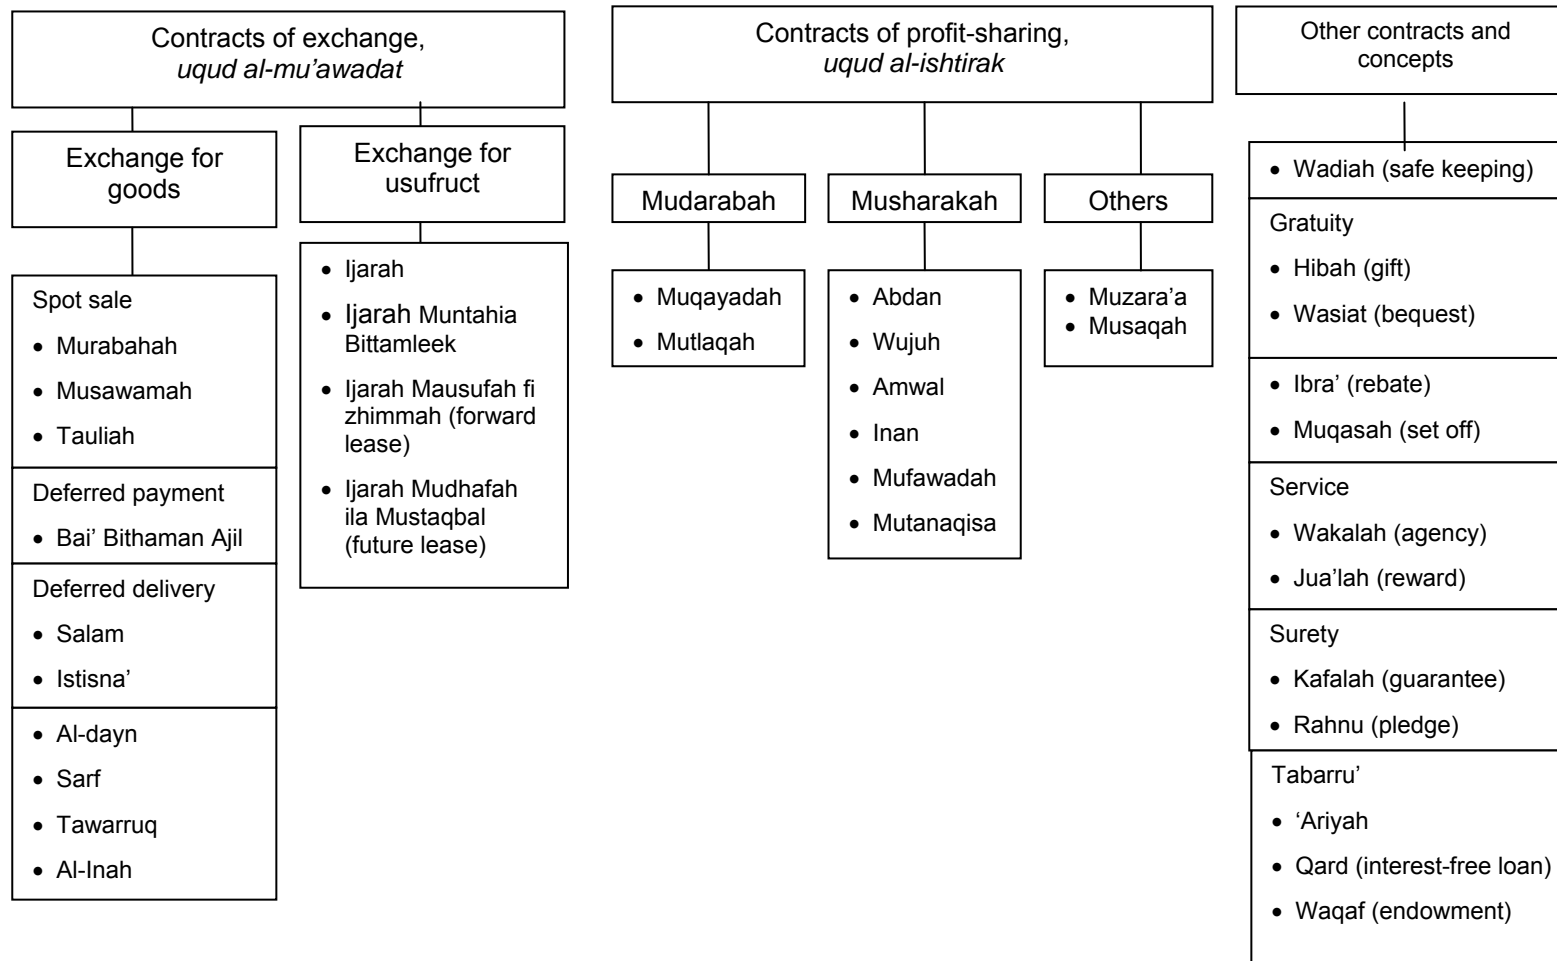 Contracts of exchange,
uqud al-mu’awadat
Exchange for
goods
Exchange for
usufruct
Spot sale
• Murabahah
• Musawamah
• Tauliah
Deferred payment
• Bai’ Bithaman Ajil
Deferred delivery
• Salam
• Istisna’
• Al-dayn
• Sarf
• Tawarruq
• Al-Inah
• Ijarah
• Ijarah Muntahia
Bittamleek
• Ijarah Mausufah fi
zhimmah (forward
lease)
• Ijarah Mudhafah
ila Mustaqbal
(future lease)
Contracts of profit-sharing,
uqud al-ishtirak
Mudarabah
Musharakah
Others
• Muqayadah
• Mutlaqah
• Abdan
• Wujuh
• Amwal
• Inan
• Mufawadah
• Mutanaqisa
• Muzara’a
• Musaqah
Other contracts and
concepts
• Wadiah (safe keeping)
Gratuity
• Hibah (gift)
• Wasiat (bequest)
• Ibra’ (rebate)
• Muqasah (set off)
Service
• Wakalah (agency)
• Jua’lah (reward)
Surety
• Kafalah (guarantee)
• Rahnu (pledge)
Tabarru’
• ‘Ariyah
• Qard (interest-free loan)
• Waqaf (endowment)